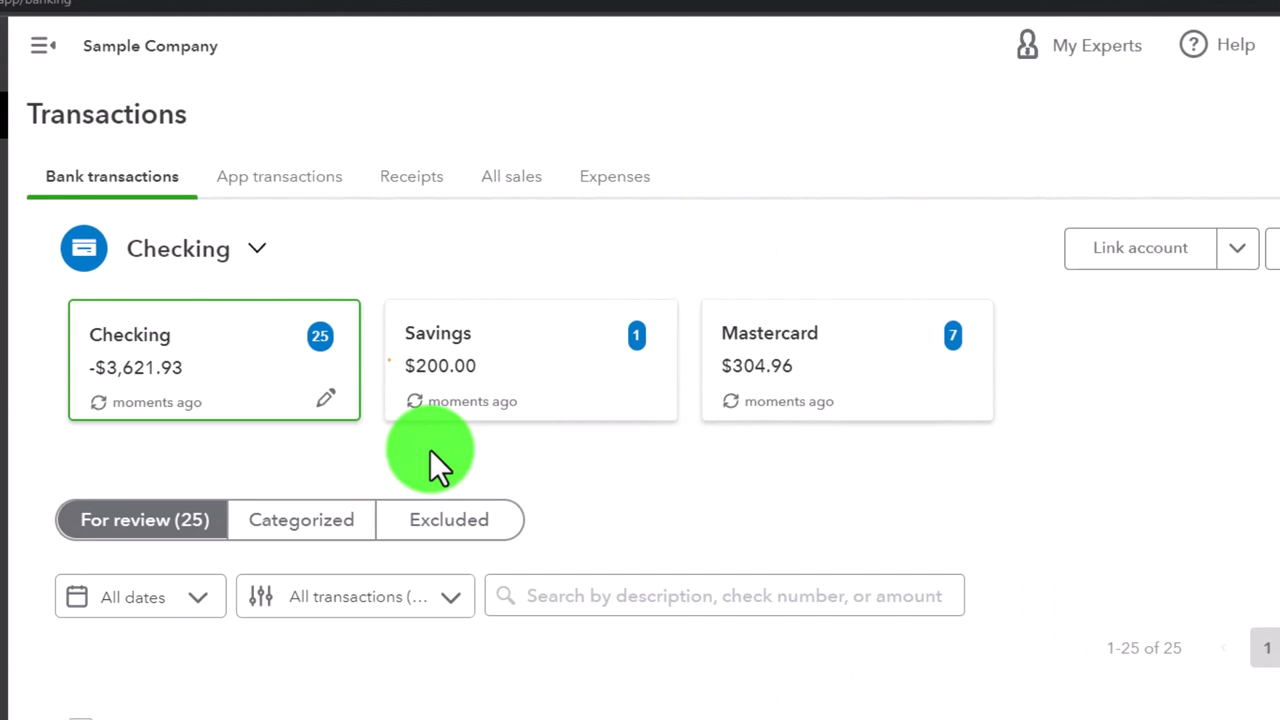 app/banking
Sample Company
My Experts
Help
Transactions
Bank transactions
App transactions
Receipts
All sales
Expenses
Checking
Link account
Checking
25
-$3,621.93
moments ago
Savings
1
$200.00
moments ago
Mastercard
7
$304.96
moments ago
For review (25)
Categorized
Excluded
All dates
All transactions (...
Search by description, check number, or amount
1-25 of 25
1